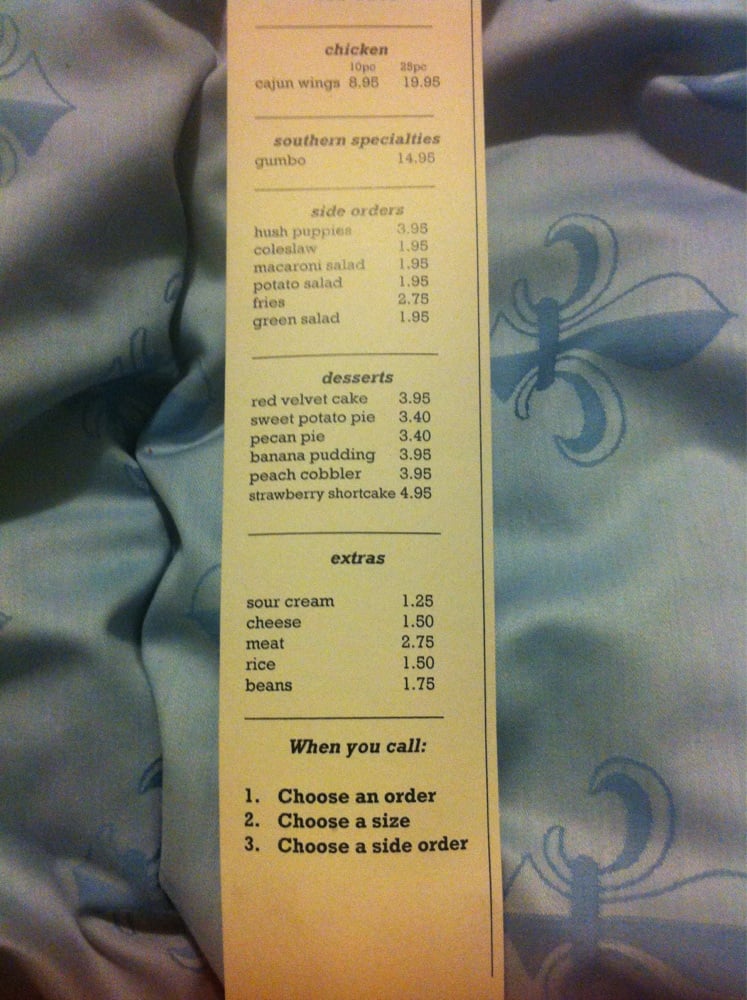 chicken
10pc 25pc
cajun wings 8.95 19.95
southern specialties
gumbo 14.95
side orders
hush puppies 3.95
coleslaw 1.95
macaroni salad 1.95
potato salad 1.95
fries 2.75
green salad 1.95
desserts
red velvet cake 3.95
sweet potato pie 3.40
pecan pie 3.40
banana pudding 3.95
peach cobbler 3.95
strawberry shortcake 4.95
extras
sour cream 1.25
cheese 1.50
meat 2.75
rice 1.50
beans 1.75
When you call:
1. Choose an order
2. Choose a size
3. Choose a side order